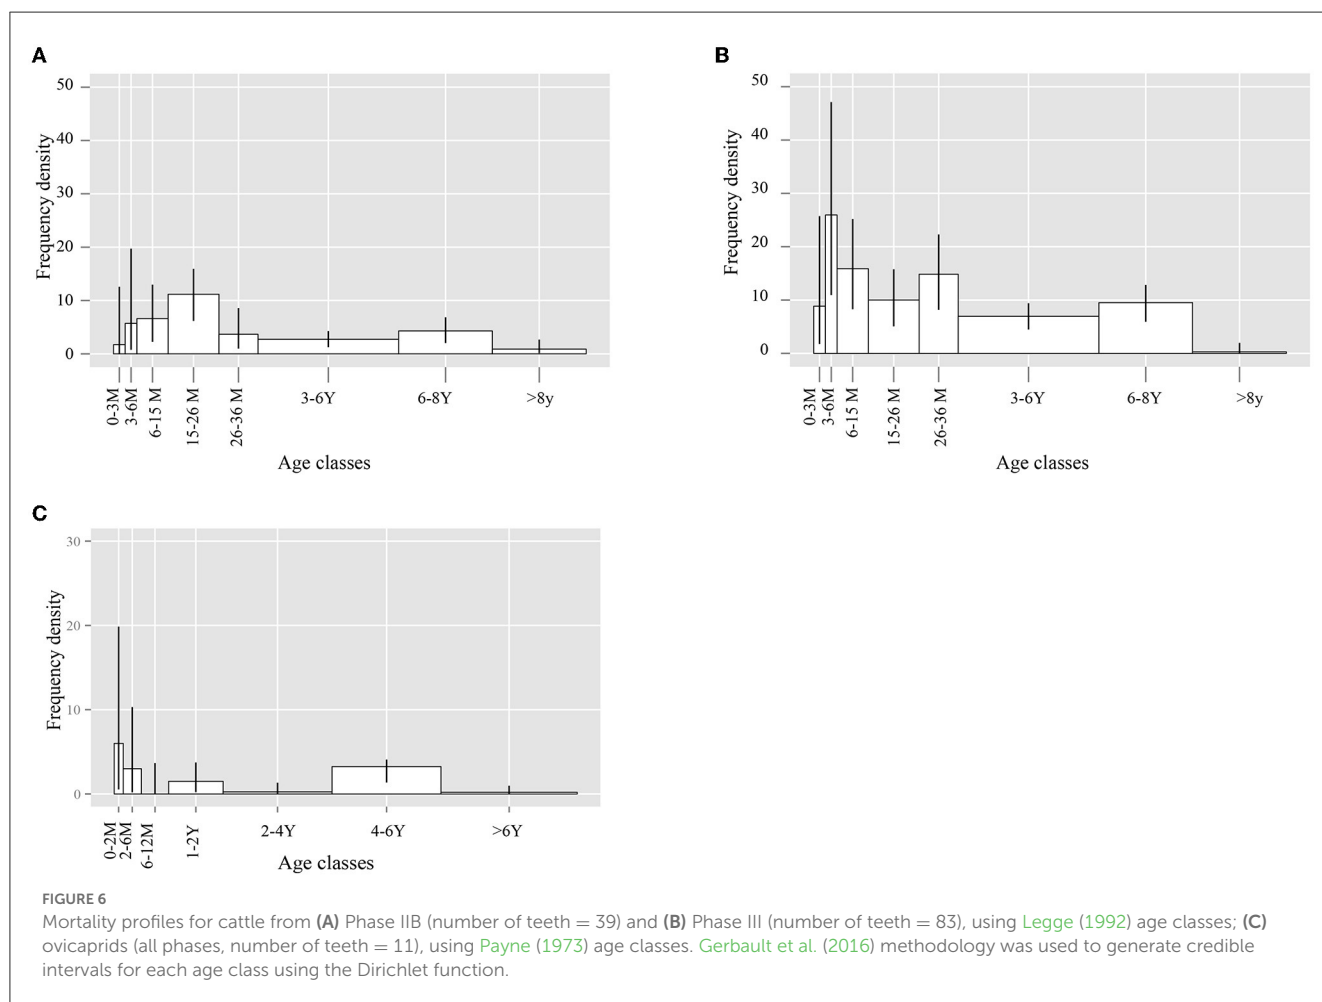 A
50
40
30
20
10
0
Frequency density
0-3M
3-6M
6-15 M
15-26 M
26-36 M
3-6Y
6-8Y
>8y
Age classes
B
50
40
30
20
10
0
Frequency density
0-3M
3-6M
6-15 M
15-26 M
26-36 M
3-6Y
6-8Y
>8y
Age classes
C
30
20
10
0
Frequency density
0-2M
2-6M
6-12M
1-2Y
2-4Y
4-6Y
>6Y
Age classes
FIGURE 6
Mortality profiles for cattle from (A) Phase IIB (number of teeth = 39) and (B) Phase III (number of teeth = 83), using Legge (1992) age classes; (C)
ovicaprids (all phases, number of teeth = 11), using Payne (1973) age classes. Gerbault et al. (2016) methodology was used to generate credible
intervals for each age class using the Dirichlet function.